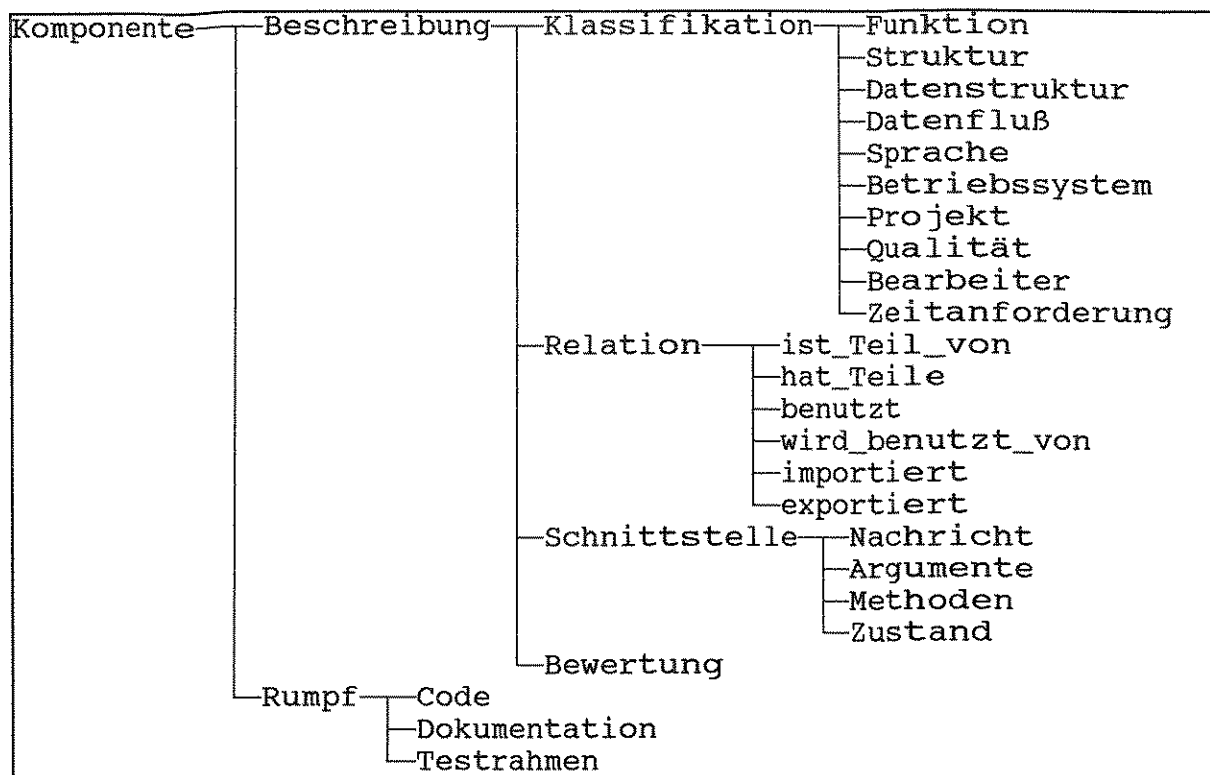 Komponente Beschreibung Klassifikation Funktion
Struktur
Datenstruktur
Datenfluß
Sprache
Betriebssystem
Projekt
Qualität
Bearbeiter
Zeitanforderung
Relation ist_Teil_von
hat_Teile
benutzt
wird_benutzt_von
importiert
exportiert
Schnittstelle Nachricht
Argumente
Methoden
Zustand
Bewertung
Rumpf Code
Dokumentation
Testrahmen